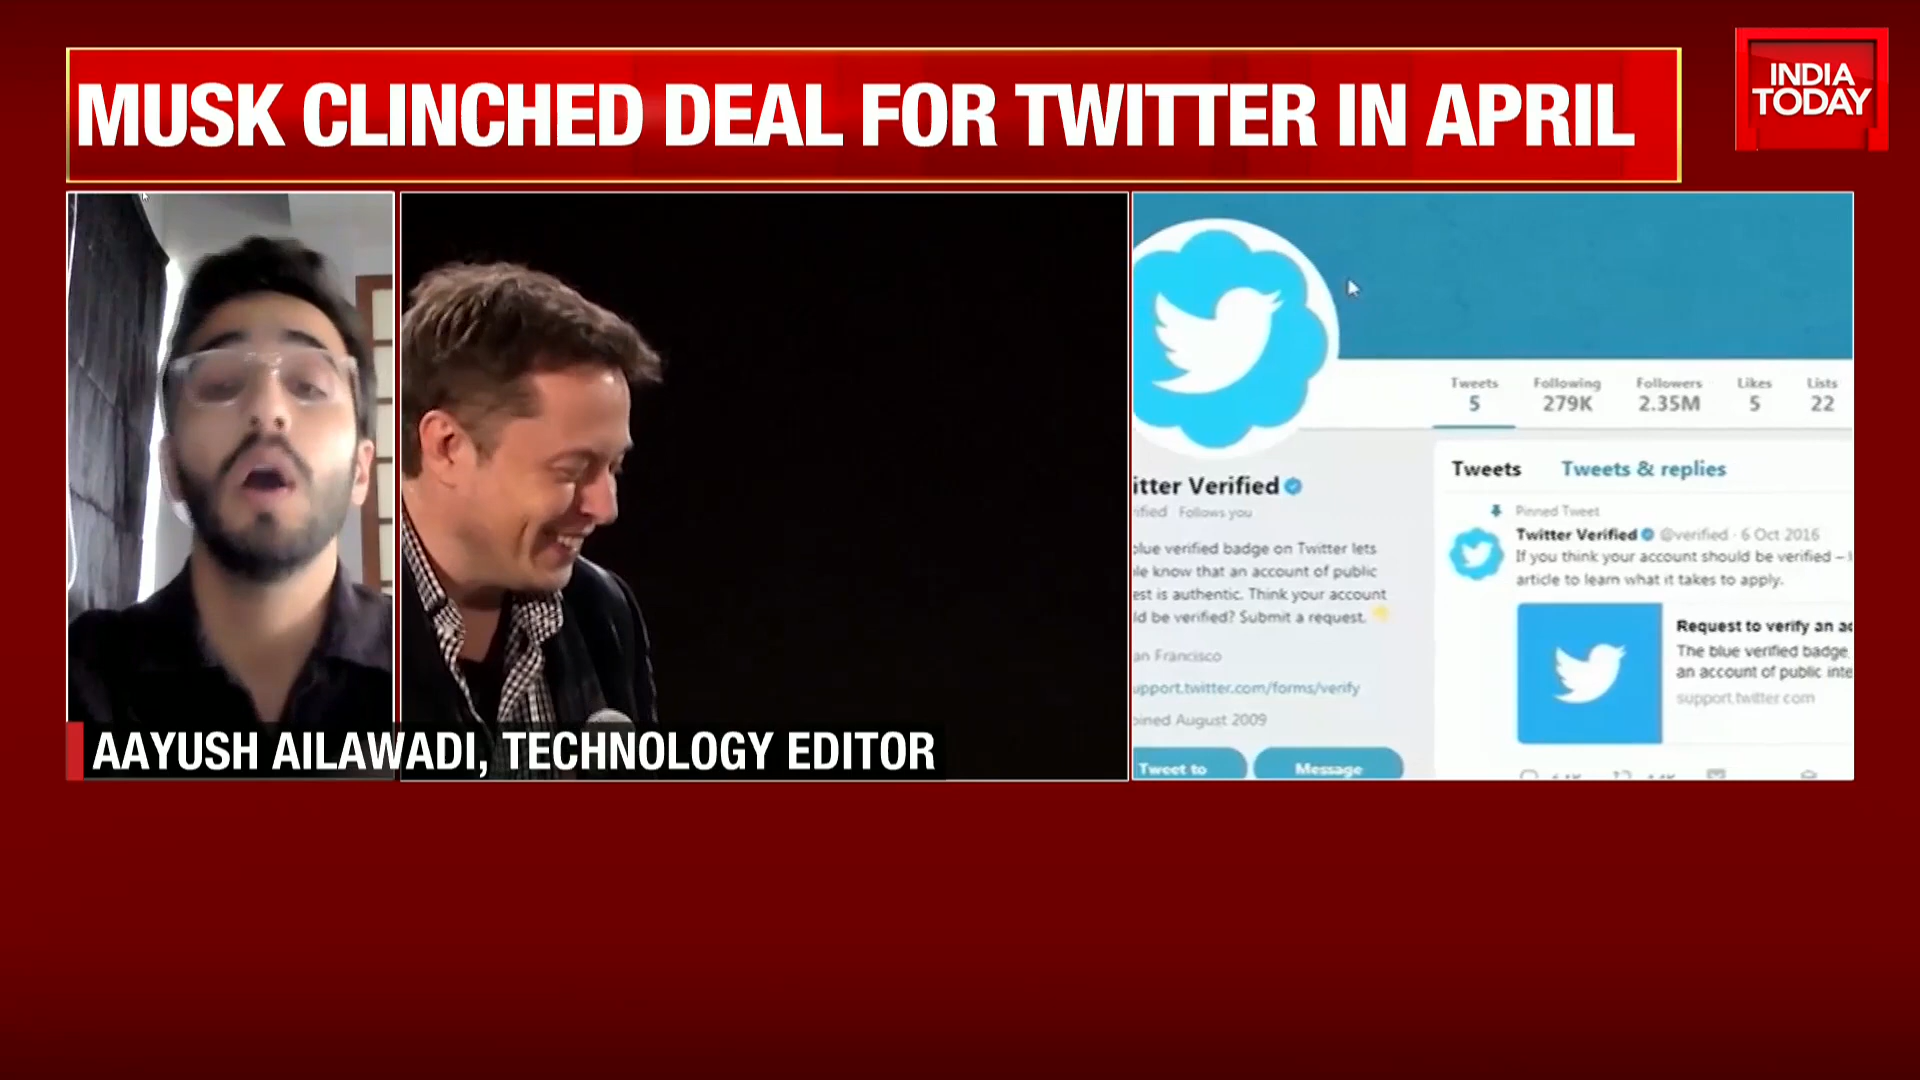 MUSK CLINCHED DEAL FOR TWITTER IN APRIL
INDIA
TODAY
Tweets
5
Following
279K
Followers
2.35M
Likes
5
Lists
22
Tweets
Tweets & replies
itter Verified
ified Follows you
blue verified badge on Twitter lets
le know that an account of public
est is authentic. Think your account
ld be verified? Submit a request.
an Francisco
upport.twitter.com/forms/verify
oined August 2009
Tweet to
Message
Pinned Tweet
Twitter Verified @verified · 6 Oct 2016
If you think your account should be verified –
article to learn what it takes to apply.
Request to verify an ac
The blue verified badge
an account of public inte
support.twitter.com
AAYUSH AILAWADI, TECHNOLOGY EDITOR